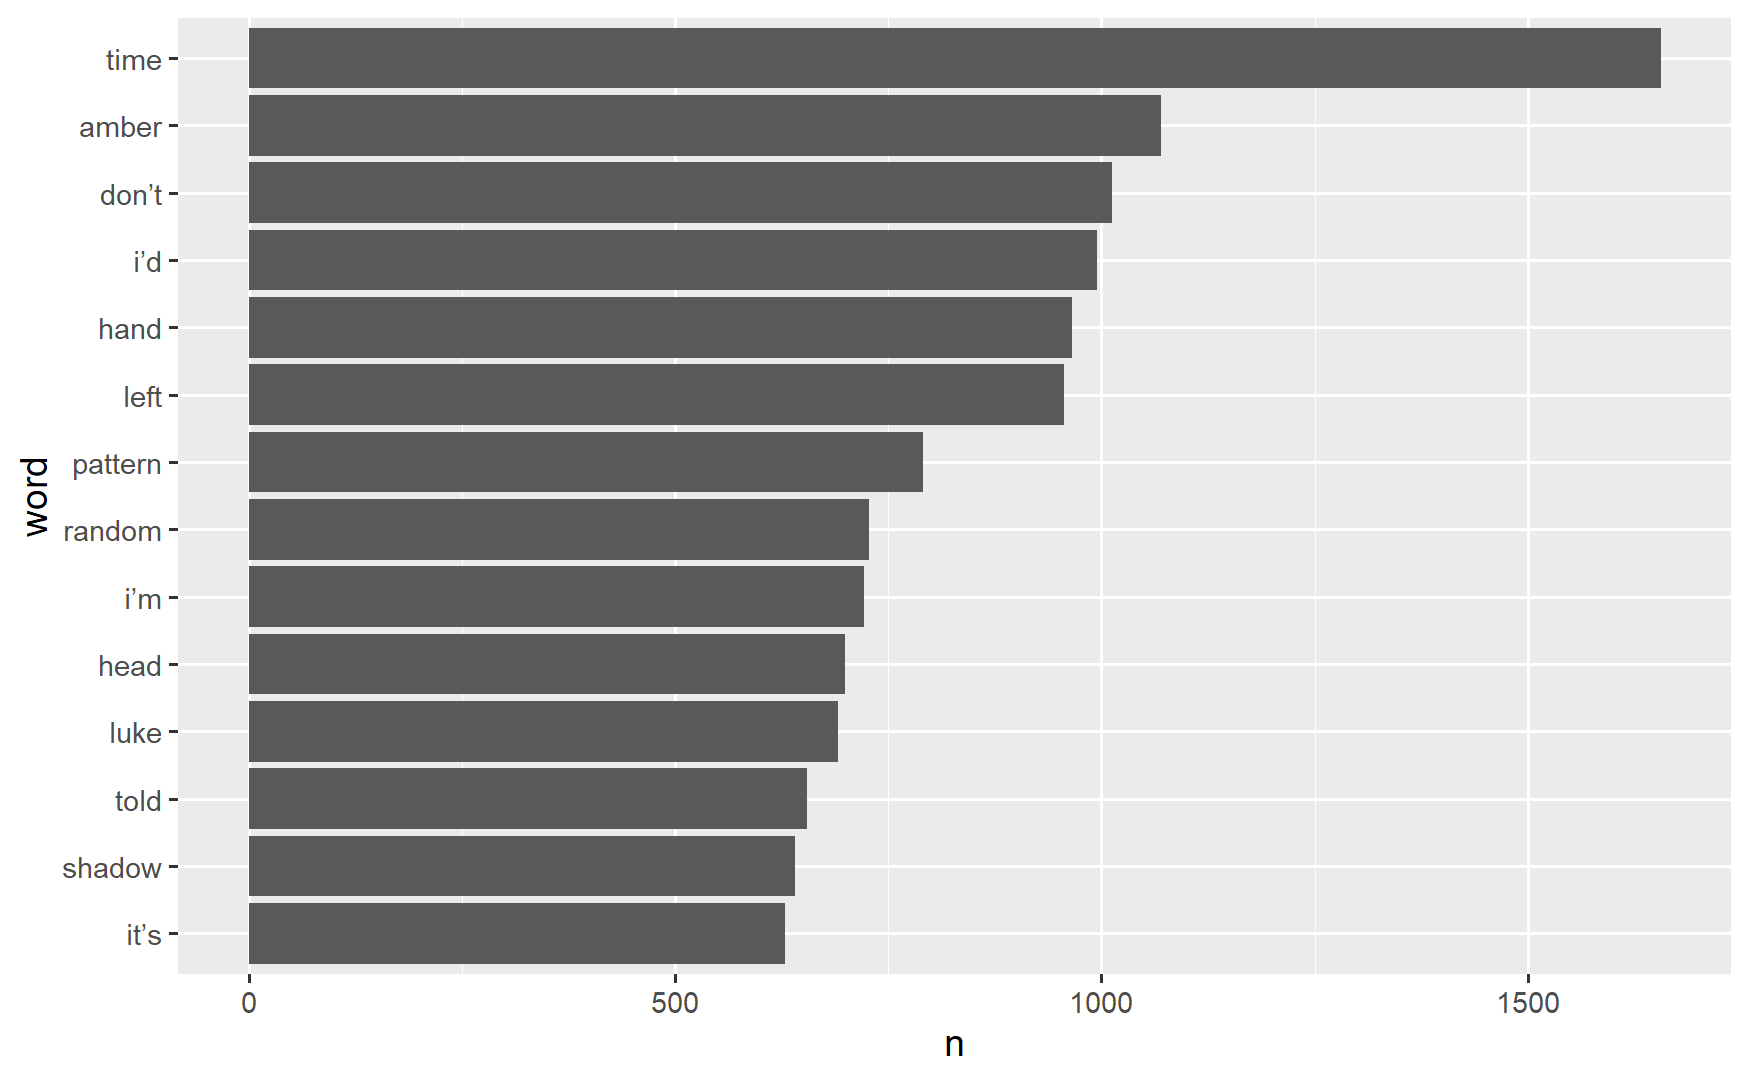 time
amber
don’t
i’d
hand
left
pattern
random
i’m
head
luke
told
shadow
it’s
word
0 500 1000 1500
n